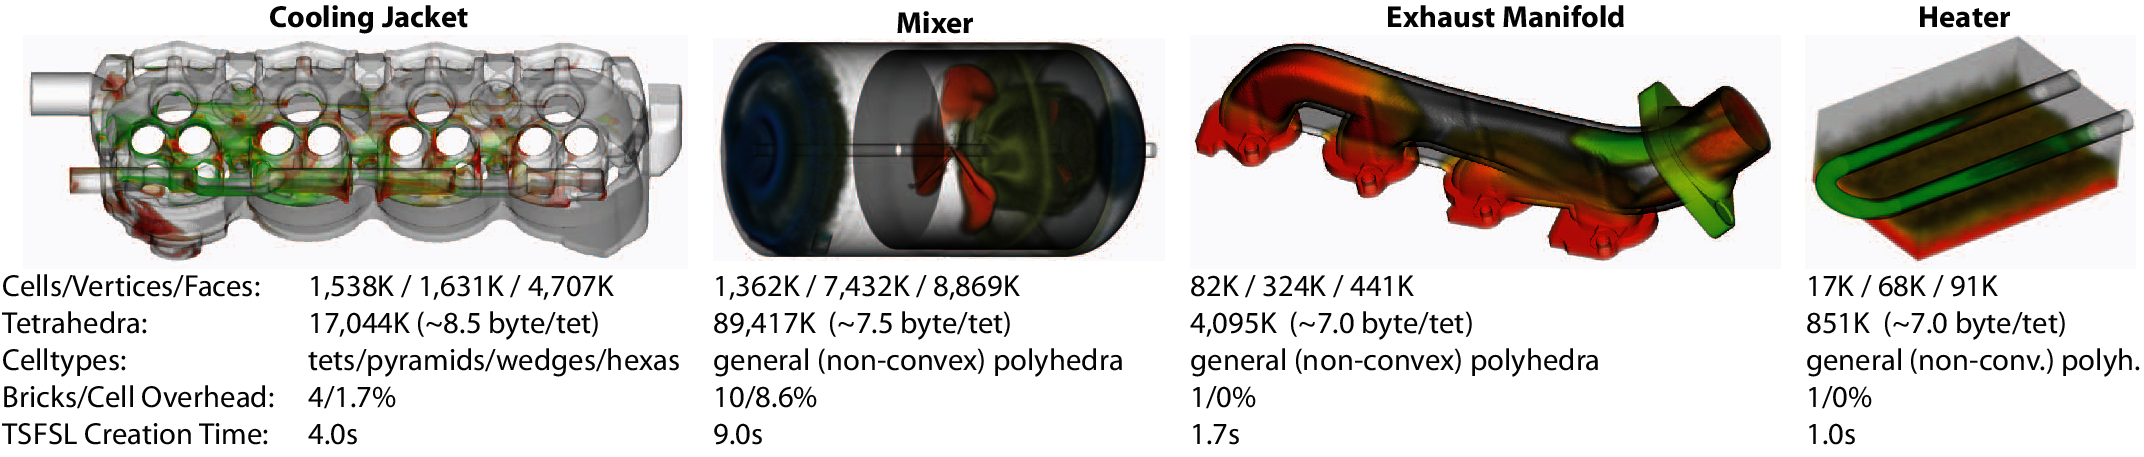 Cooling Jacket Mixer Exhaust Manifold Heater
Cells/Vertices/Faces: 1,538K / 1,631K / 4,707K 1,362K / 7,432K / 8,869K 82K / 324K / 441K 17K / 68K / 91K
Tetrahedra: 17,044K (~8.5 byte/tet) 89,417K (~7.5 byte/tet) 4,095K (~7.0 byte/tet) 851K (~7.0 byte/tet)
Celltypes: tets/pyramids/wedges/hexas general (non-convex) polyhedra general (non-convex) polyhedra general (non-conv.) polyh.
Bricks/Cell Overhead: 4/1.7% 10/8.6% 1/0% 1/0%
TSFSL Creation Time: 4.0s 9.0s 1.7s 1.0s